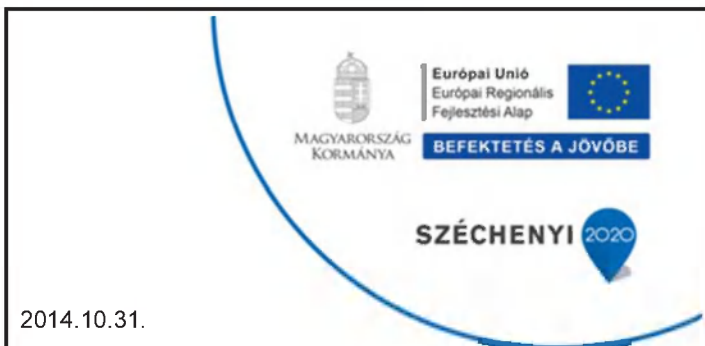 Európai Unió
Európai Regionális
Fejlesztési Alap
MAGYARORSZÁG
KORMÁNYA
BEFEKTETÉS A JÖVŐBE
SZÉCHENYI 2020
2014.10.31.